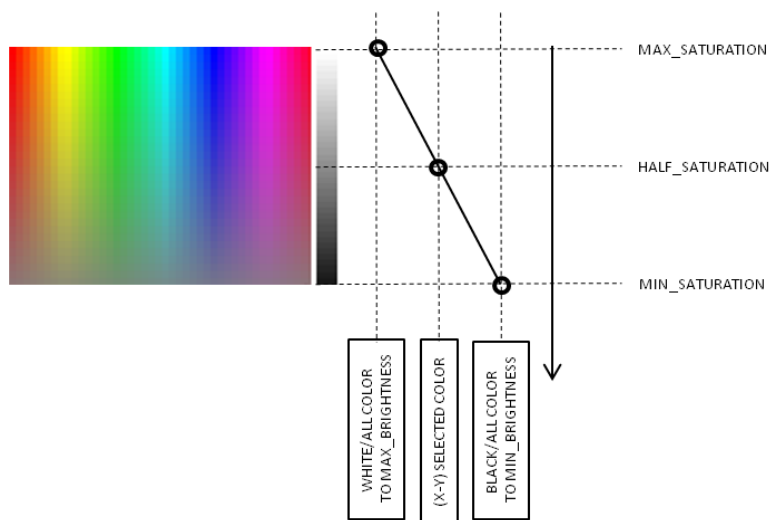 MAX_SATURATION
HALF_SATURATION
MIN_SATURATION
WHITE/ALL COLOR
TO MAX_BRIGHTNESS
(X-Y) SELECTED COLOR
BLACK/ALL COLOR
TO MIN_BRIGHTNESS